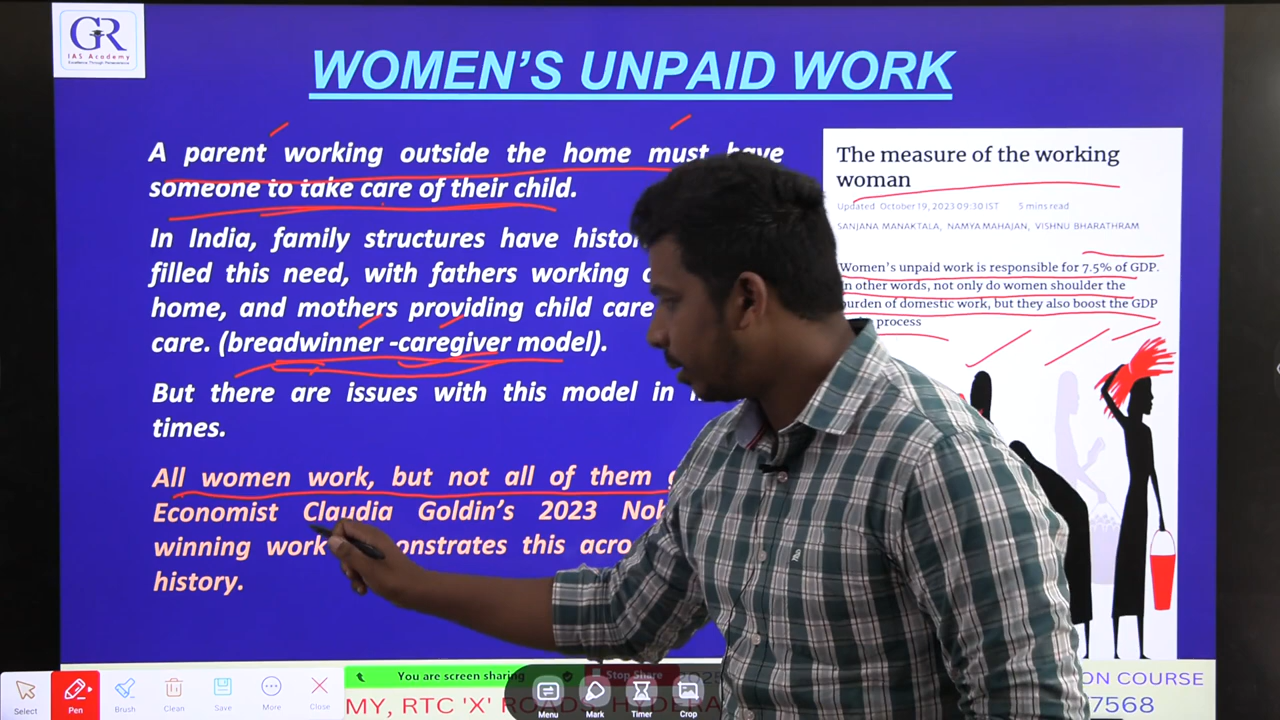 GR
IAS Academy
Excellence Through Perseverance
WOMEN'S UNPAID WORK
A parent working outside the home must have
someone to take care of their child.
In India, family structures have
filled this need, with fathers working
home, and mothers providing child care
care. (breadwinner -caregiver model).
But there are issues with this model in
times.
All women work, but not all of them
Economist Claudia Goldin's 2023
winning work this
history.
The measure of the working
woman
Updated October 19, 2023 09:30 IST 5 mins read
SANJANA MANAKTALA, NAMYA MAHAJAN, VISHNU BHARATHRAM
Women's unpaid work is responsible for 7.5% of GDP.
In other words, not only do women shoulder the
burden of domestic work, but they also boost the GDP
process
Select
Pen
Brush
Clean
Save
More
Close
You are screen sharing
Stop Share
Menu
Mark
Timer
Crop
MY, RTC 'X' ROADS, HYDERA
ON COURSE
7568